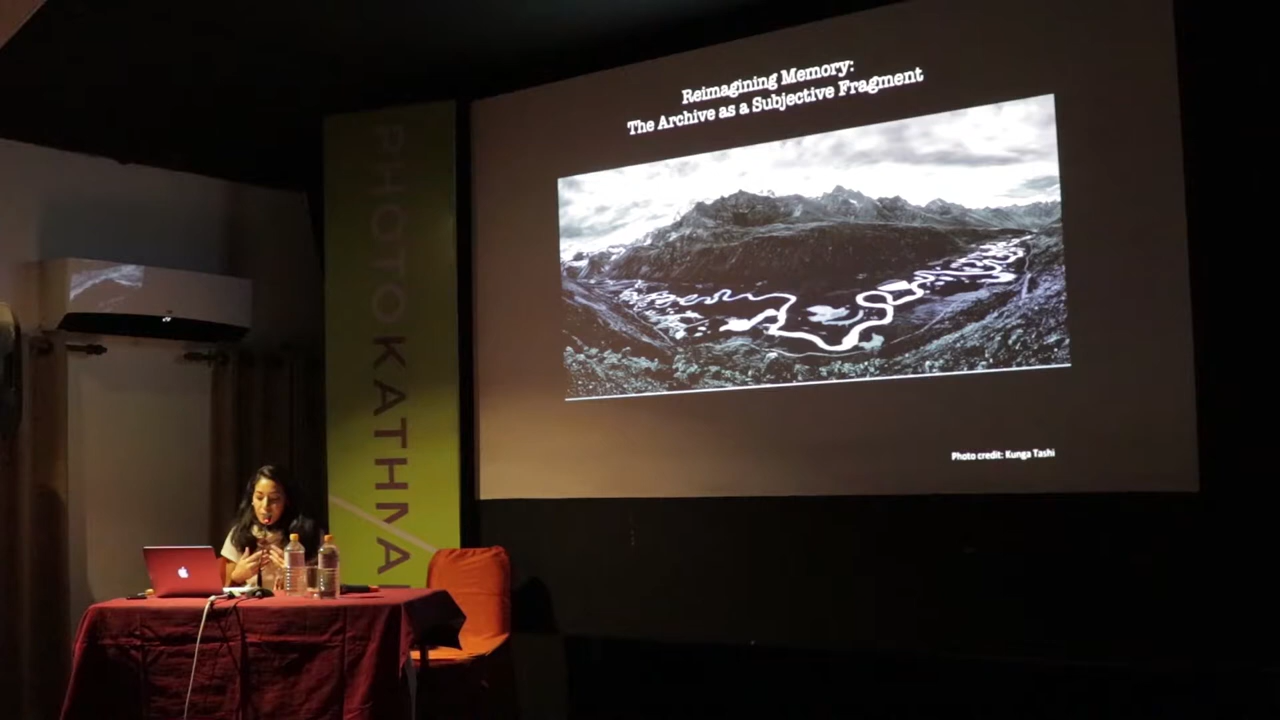 Reimagining Memory:
The Archive as a Subjective Fragment
Photo credit: Kunga Tashi
PHOTOKATHMA